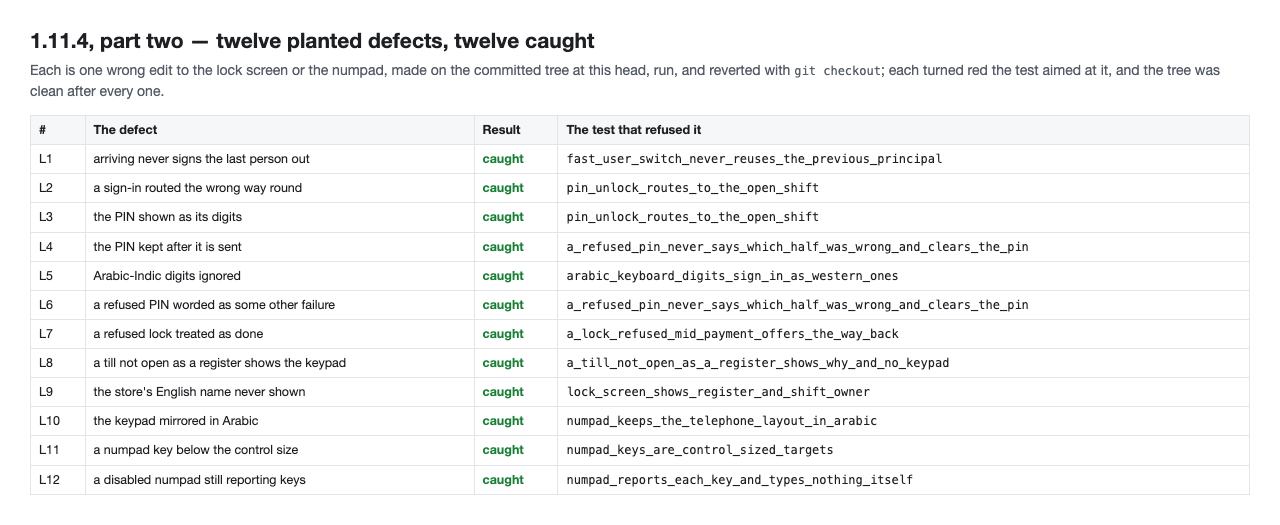 1.11.4, part two — twelve planted defects, twelve caught
Each is one wrong edit to the lock screen or the numpad, made on the committed tree at this head, run, and reverted with git checkout; each turned red the test aimed at it, and the tree was
clean after every one.
# The defect Result The test that refused it
L1 arriving never signs the last person out caught fast_user_switch_never_reuses_the_previous_principal
L2 a sign-in routed the wrong way round caught pin_unlock_routes_to_the_open_shift
L3 the PIN shown as its digits caught pin_unlock_routes_to_the_open_shift
L4 the PIN kept after it is sent caught a_refused_pin_never_says_which_half_was_wrong_and_clears_the_pin
L5 Arabic-Indic digits ignored caught arabic_keyboard_digits_sign_in_as_western_ones
L6 a refused PIN worded as some other failure caught a_refused_pin_never_says_which_half_was_wrong_and_clears_the_pin
L7 a refused lock treated as done caught a_lock_refused_mid_payment_offers_the_way_back
L8 a till not open as a register shows the keypad caught a_till_not_open_as_a_register_shows_why_and_no_keypad
L9 the store's English name never shown caught lock_screen_shows_register_and_shift_owner
L10 the keypad mirrored in Arabic caught numpad_keeps_the_telephone_layout_in_arabic
L11 a numpad key below the control size caught numpad_keys_are_control_sized_targets
L12 a disabled numpad still reporting keys caught numpad_reports_each_key_and_types_nothing_itself